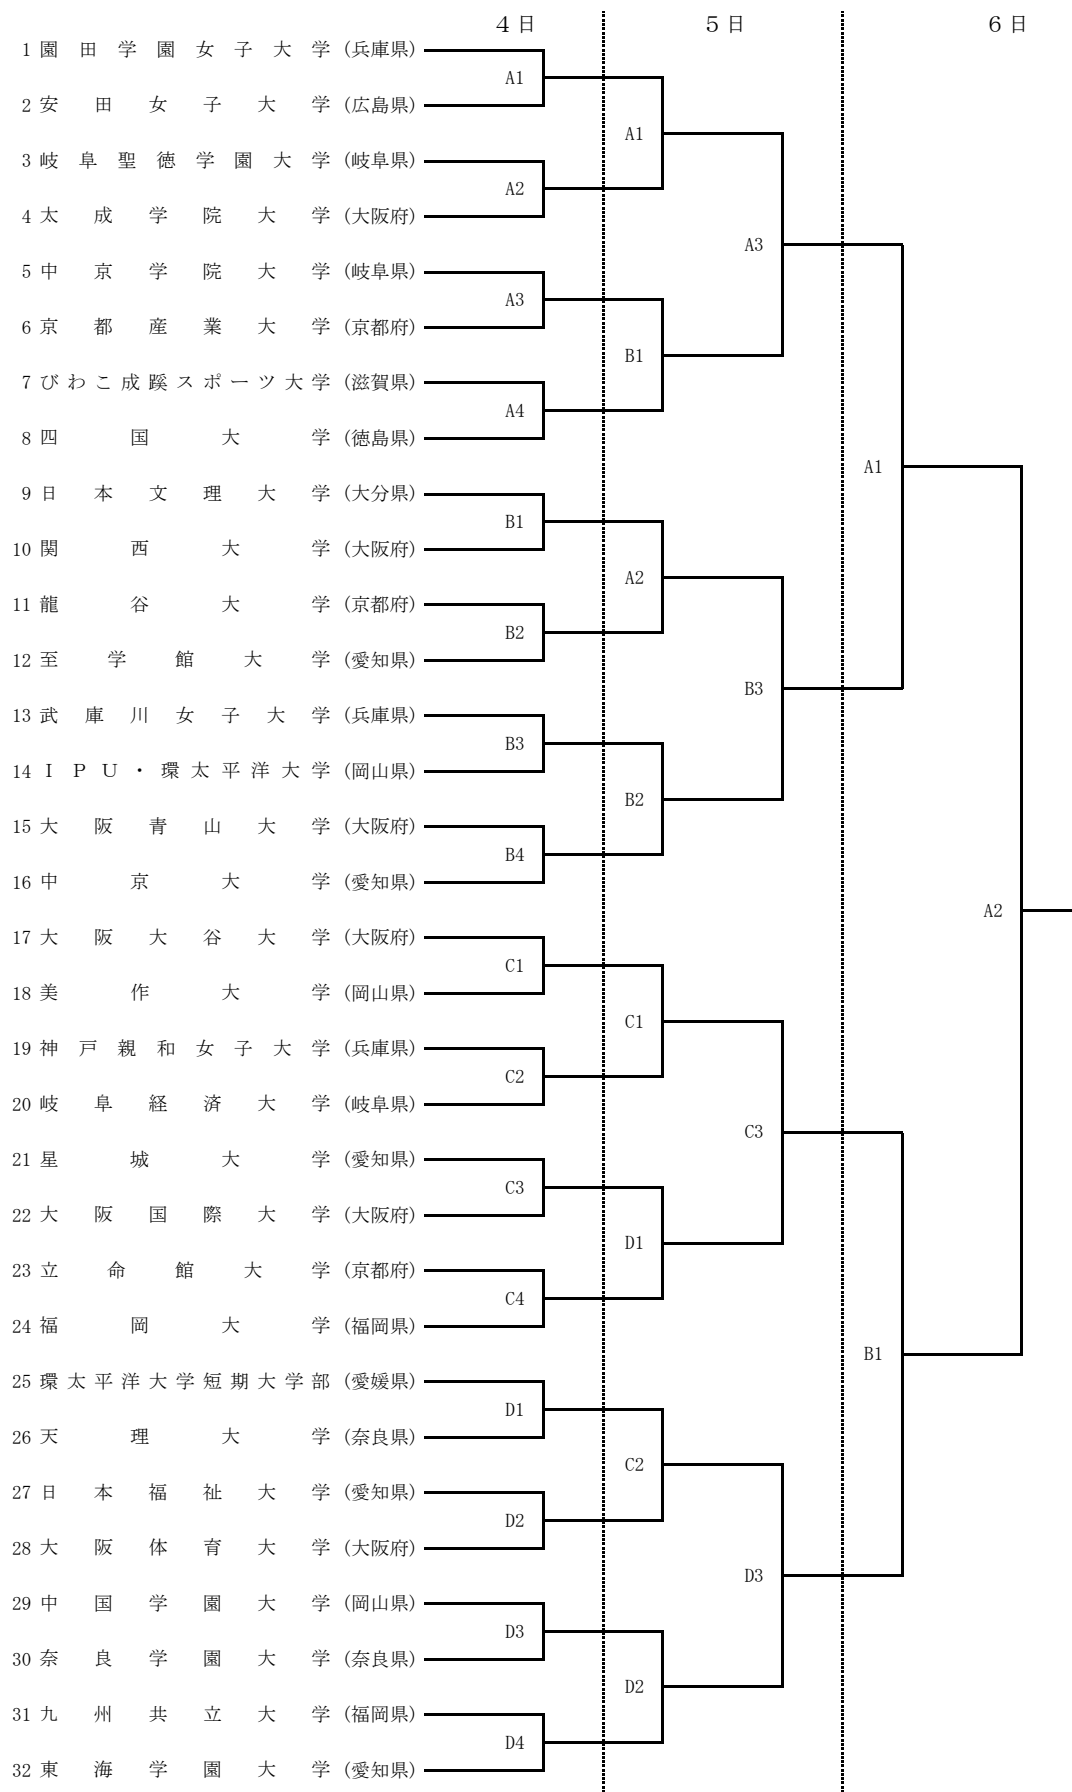 4日 5日 6日
1 園田学園女子大学 (兵庫県)
A1
2 安田女子大学 (広島県)
A1
3 岐阜聖徳学園大学 (岐阜県)
A2
4 太成学院大学 (大阪府)
A3
5 中京学院大学 (岐阜県)
A3
6 京都産業大学 (京都府)
B1
7 びわこ成蹊スポーツ大学 (滋賀県)
A4
8 四国大学 (徳島県)
A1
9 日本文理大学 (大分県)
B1
10 関西大学 (大阪府)
A2
11 龍谷大学 (京都府)
B2
12 至学館大学 (愛知県)
B3
13 武庫川女子大学 (兵庫県)
B3
14 ＩＰＵ・環太平洋大学 (岡山県)
B2
15 大阪青山大学 (大阪府)
B4
16 中京大学 (愛知県)
A2
17 大阪大谷大学 (大阪府)
C1
18 美作大学 (岡山県)
C1
19 神戸親和女子大学 (兵庫県)
C2
20 岐阜経済大学 (岐阜県)
C3
21 星城大学 (愛知県)
C3
22 大阪国際大学 (大阪府)
D1
23 立命館大学 (京都府)
C4
24 福岡大学 (福岡県)
B1
25 環太平洋大学短期大学部 (愛媛県)
D1
26 天理大学 (奈良県)
C2
27 日本福祉大学 (愛知県)
D2
28 大阪体育大学 (大阪府)
D3
29 中国学園大学 (岡山県)
D3
30 奈良学園大学 (奈良県)
D2
31 九州共立大学 (福岡県)
D4
32 東海学園大学 (愛知県)